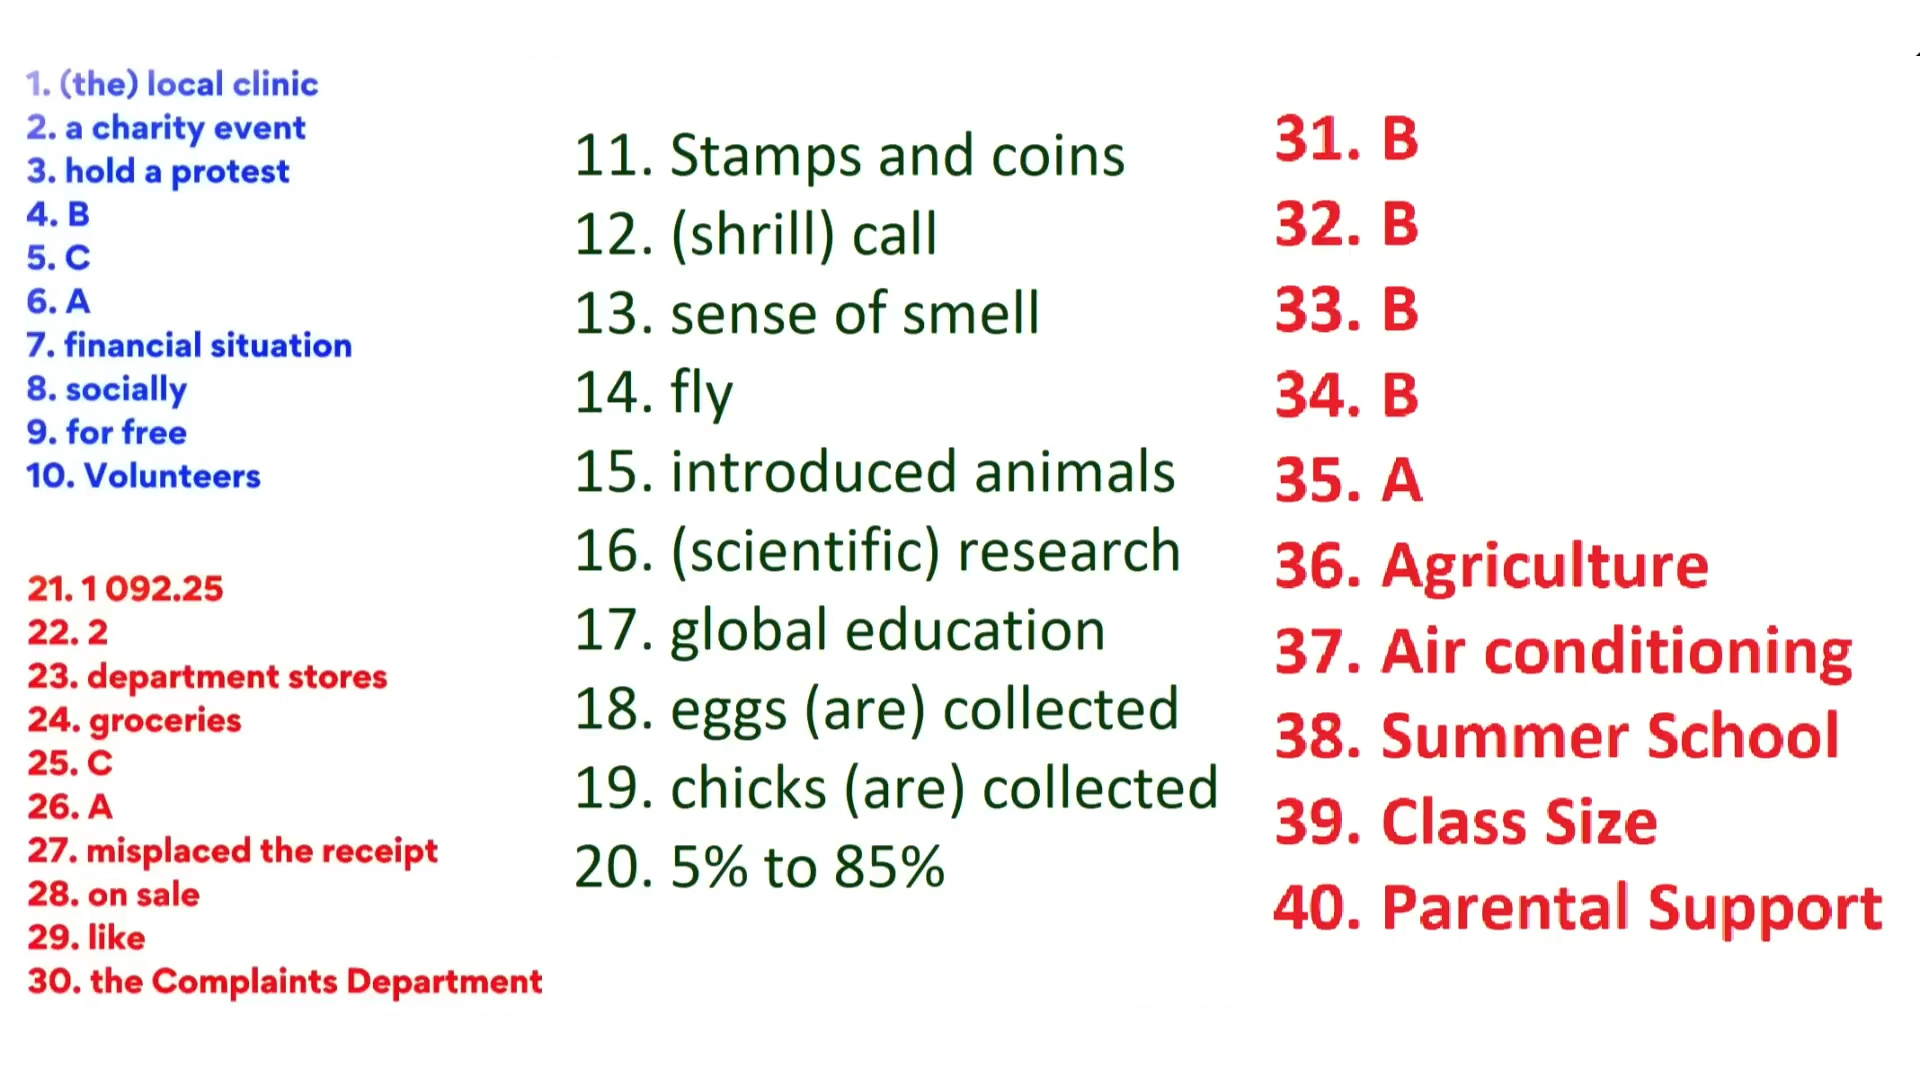 1. (the) local clinic
2. a charity event
3. hold a protest
4. B
5. C
6. A
7. financial situation
8. socially
9. for free
10. Volunteers
11. Stamps and coins
12. (shrill) call
13. sense of smell
14. fly
15. introduced animals
16. (scientific) research
17. global education
18. eggs (are) collected
19. chicks (are) collected
20. 5% to 85%
21. 1 092.25
22. 2
23. department stores
24. groceries
25. C
26. A
27. misplaced the receipt
28. on sale
29. like
30. the Complaints Department
31. B
32. B
33. B
34. B
35. A
36. Agriculture
37. Air conditioning
38. Summer School
39. Class Size
40. Parental Support